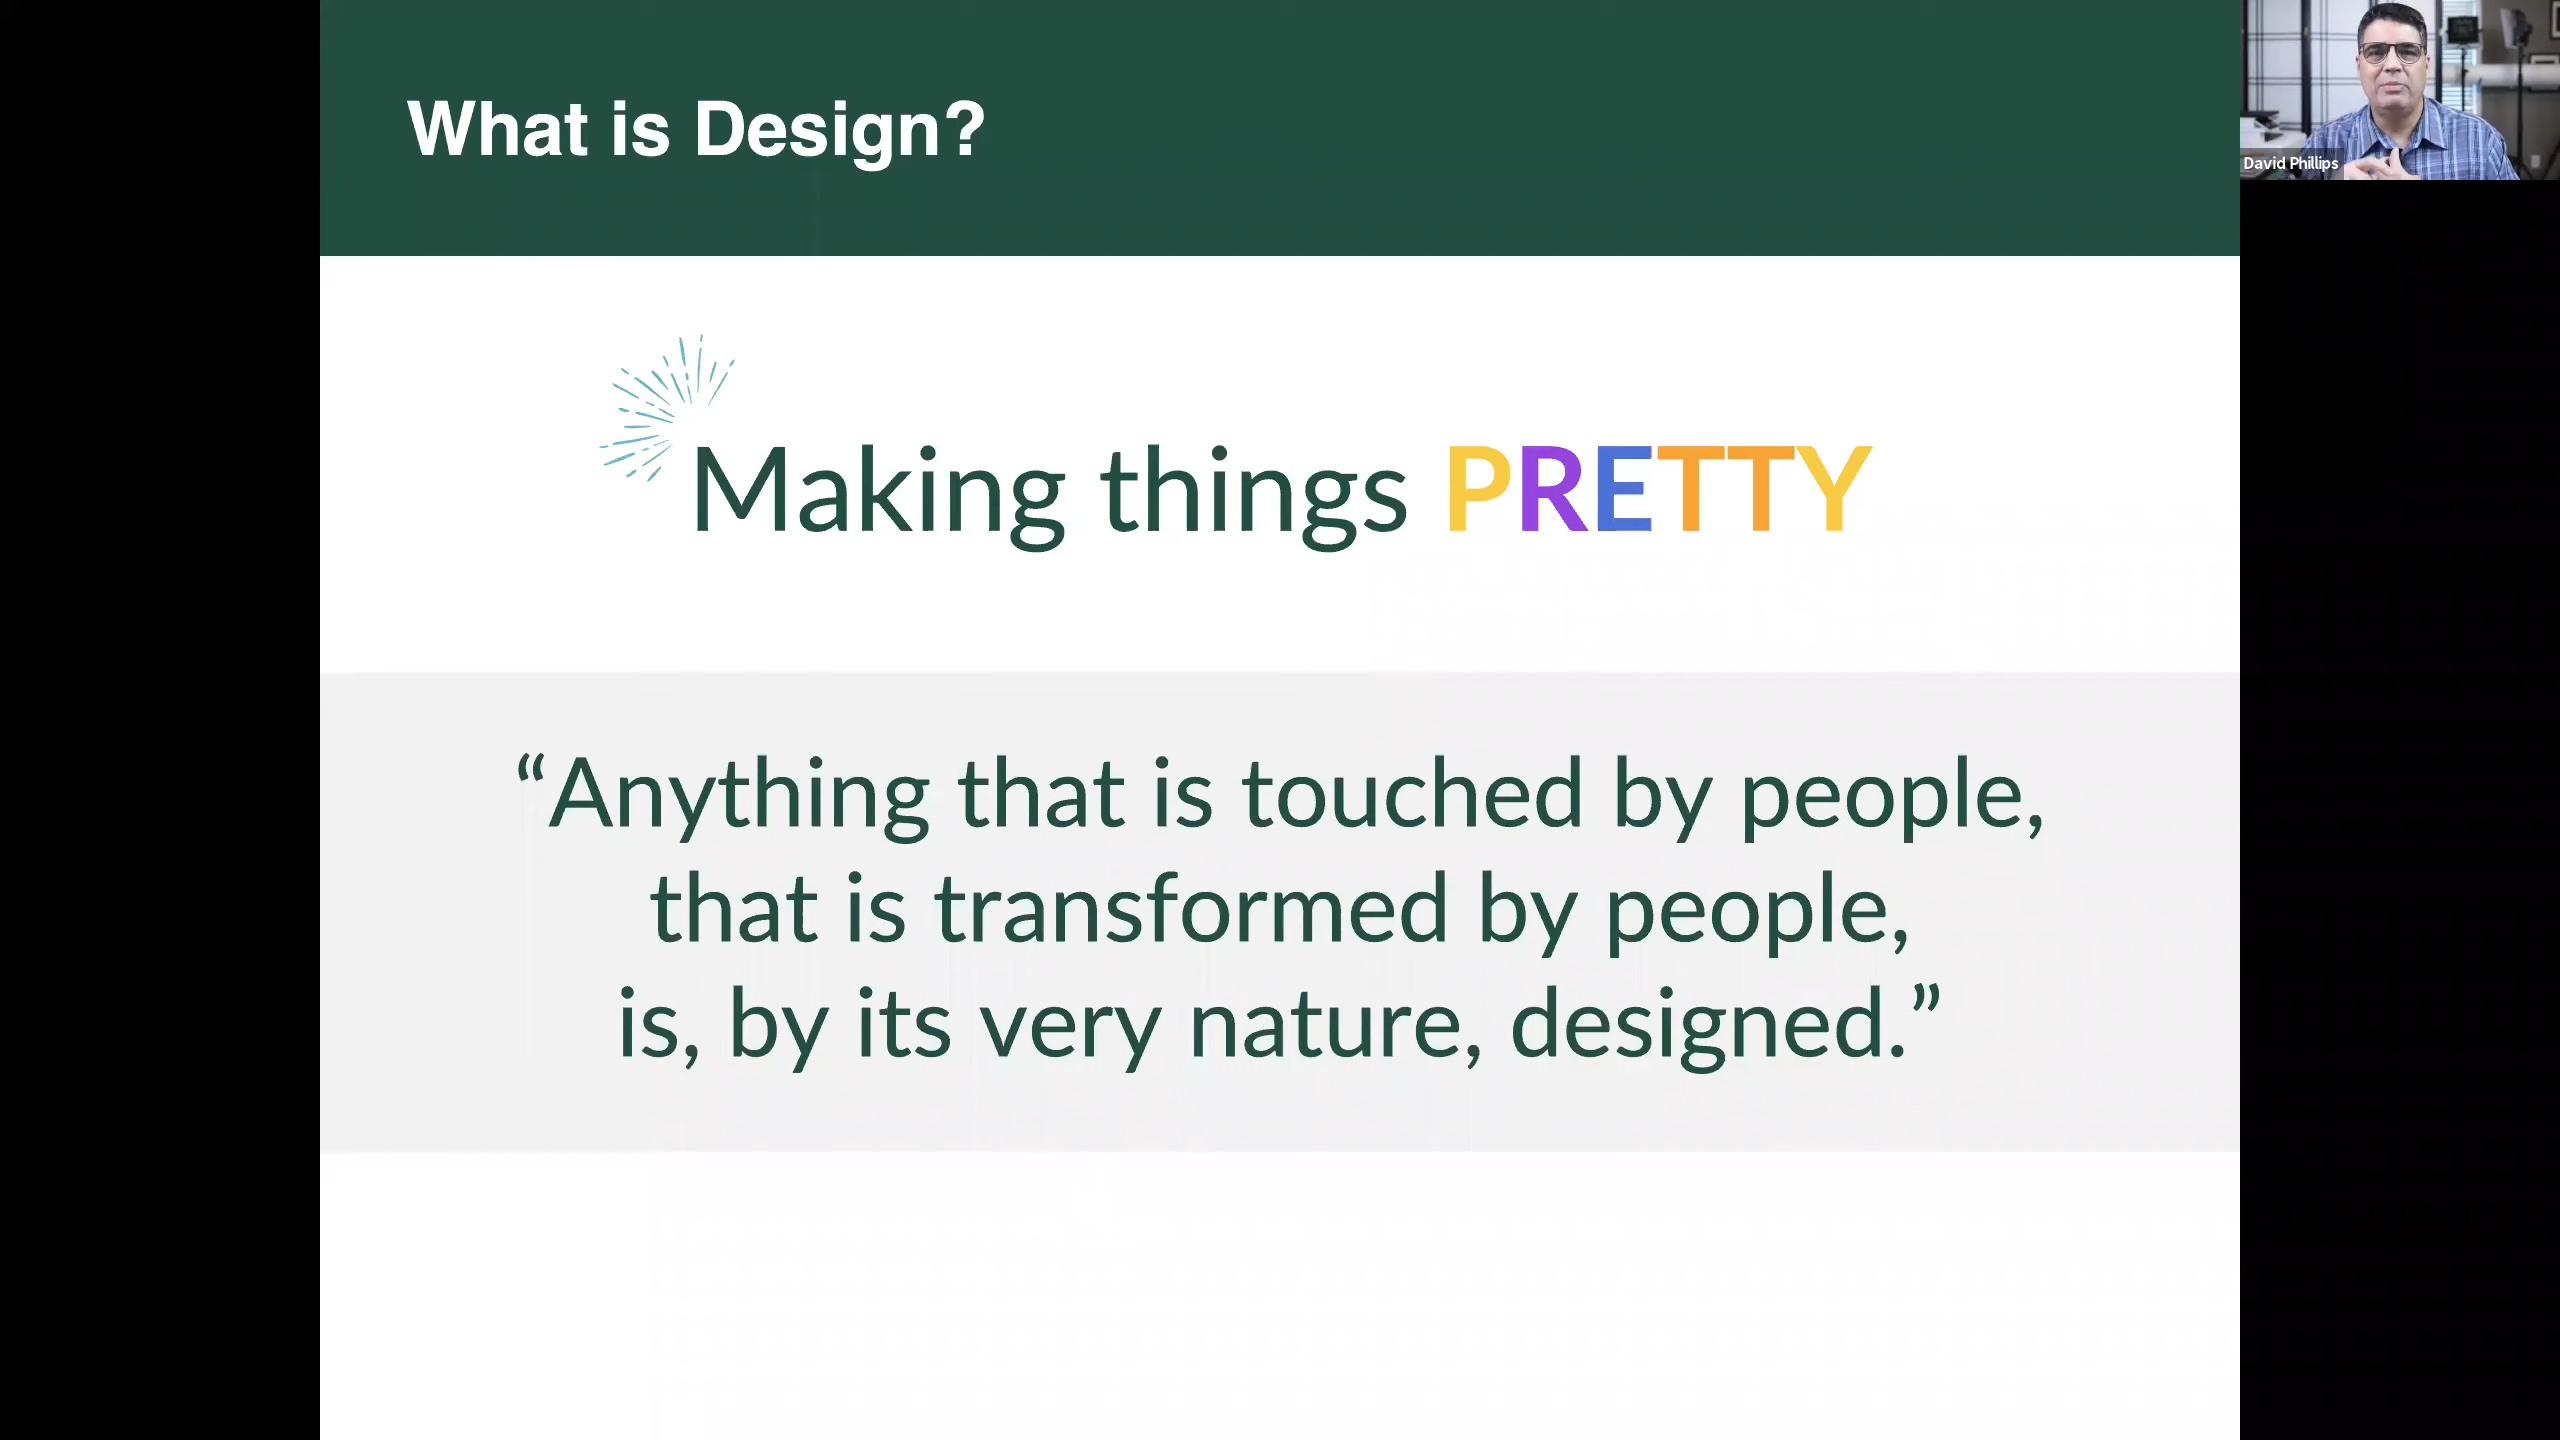 What is Design?
David Phillips
Making things PRETTY
“Anything that is touched by people,
that is transformed by people,
is, by its very nature, designed.”